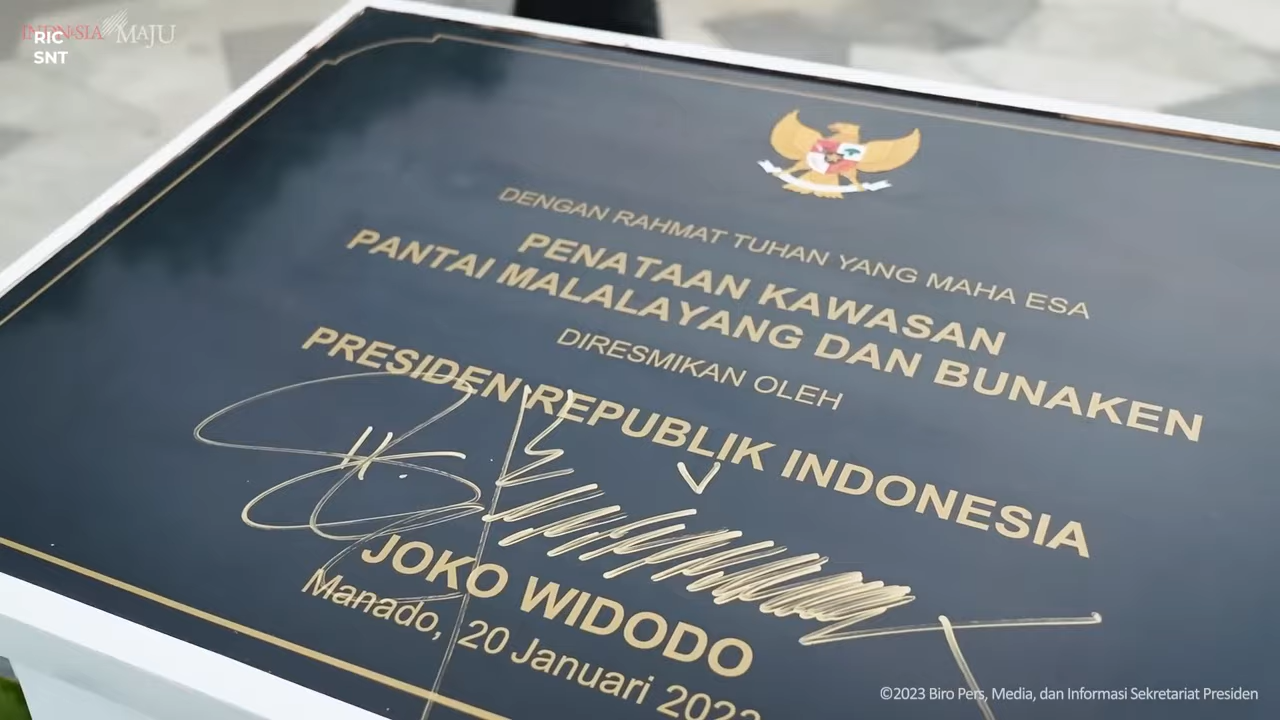 INDONESIA MAJU
RIC
SNT
DENGAN RAHMAT TUHAN YANG MAHA ESA
PENATAAN KAWASAN
PANTAI MALALAYANG DAN BUNAKEN
DIRESMIKAN OLEH
PRESIDEN REPUBLIK INDONESIA
JOKO WIDODO
Manado, 20 Januari 2023
©2023 Biro Pers, Media, dan Informasi Sekretariat Presiden